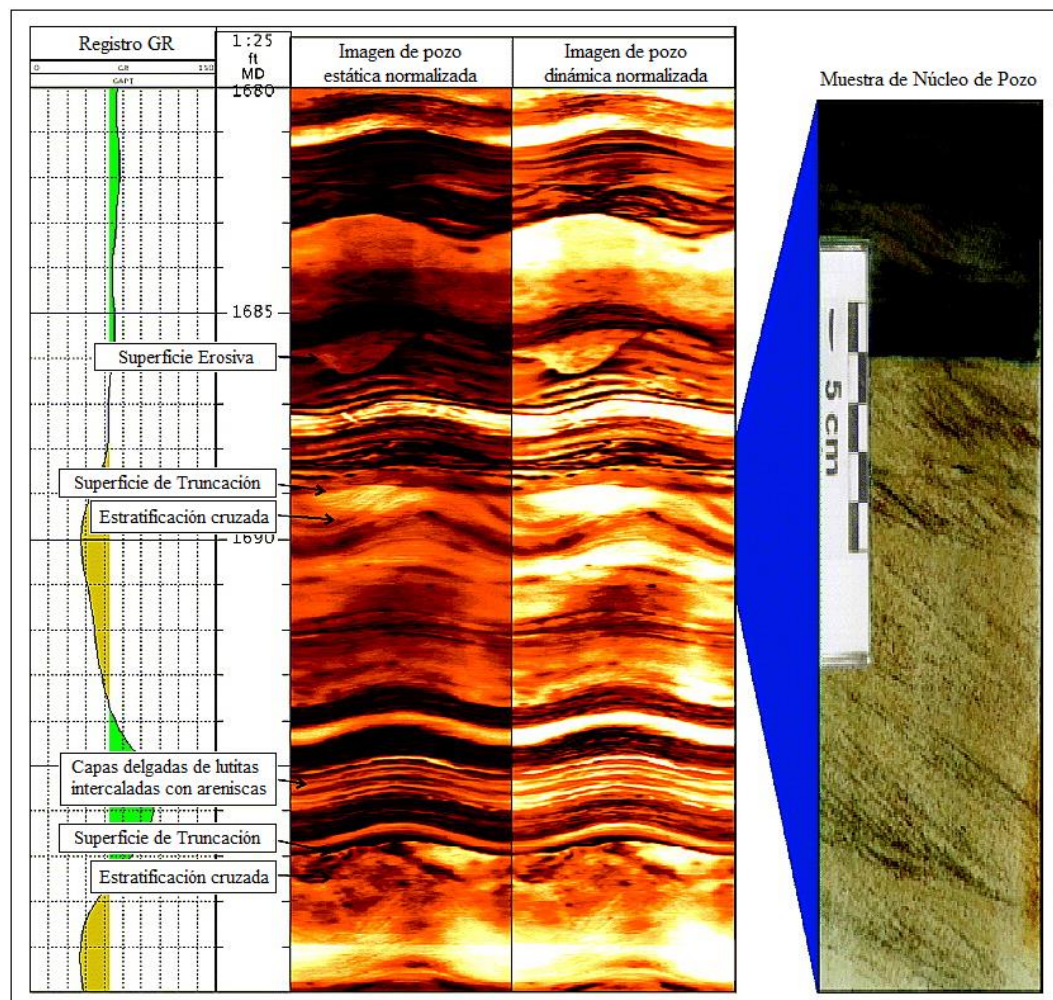 Registro GR
0 GR 150
GAPI
1:25
ft
MD
Imagen de pozo
estática normalizada
Imagen de pozo
dinámica normalizada
Muestra de Núcleo de Pozo
1680
1685
Superficie Erosiva
Superficie de Truncación
Estratificación cruzada
1690
Capas delgadas de lutitas
intercaladas con areniscas
Superficie de Truncación
Estratificación cruzada
5 cm